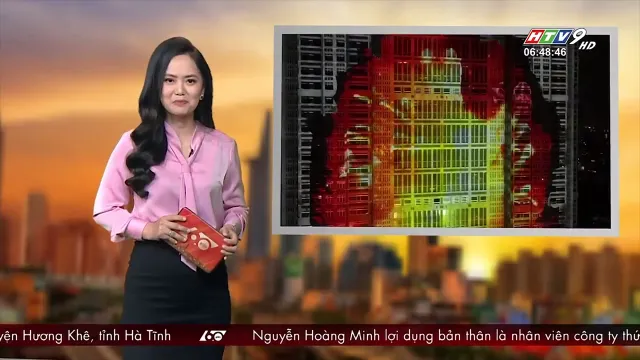 HTV9 HD
06:48:46
yện Hương Khê, tỉnh Hà Tĩnh 60 Nguyễn Hoàng Minh lợi dụng bản thân là nhân viên công ty thứ